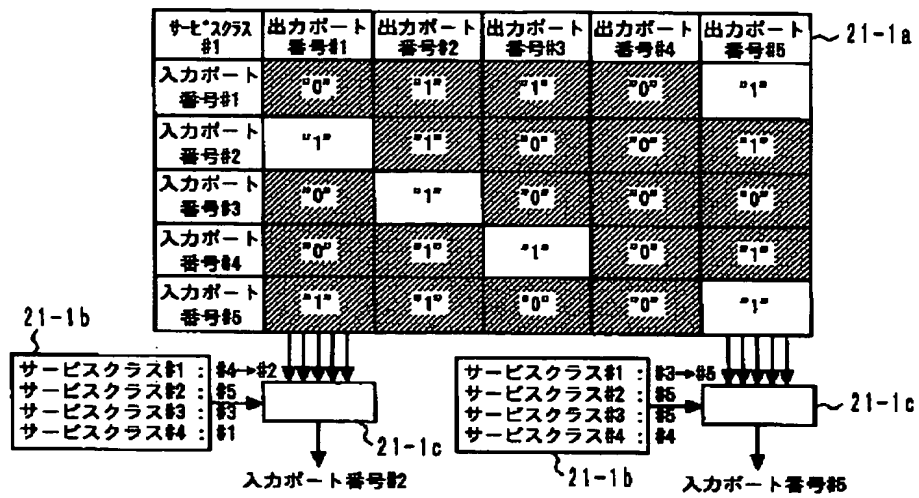 サービスクラス#1 出力ポート番号#1 出力ポート番号#2 出力ポート番号#3 出力ポート番号#4 出力ポート番号#5 21-1a
入力ポート番号#1 "0" "1" "1" "0" "1"
入力ポート番号#2 "1" "1" "0" "0" "1"
入力ポート番号#3 "0" "1" "0" "0" "0"
入力ポート番号#4 "0" "1" "1" "0" "1"
入力ポート番号#5 "1" "1" "0" "0" "1"
21-1b
サービスクラス#1 : #4→#2
サービスクラス#2 : #5
サービスクラス#3 : #3
サービスクラス#4 : #1
21-1c
入力ポート番号#2
サービスクラス#1 : #3→#5
サービスクラス#2 : #5
サービスクラス#3 : #5
サービスクラス#4 : #4
21-1c
21-1b
入力ポート番号#5